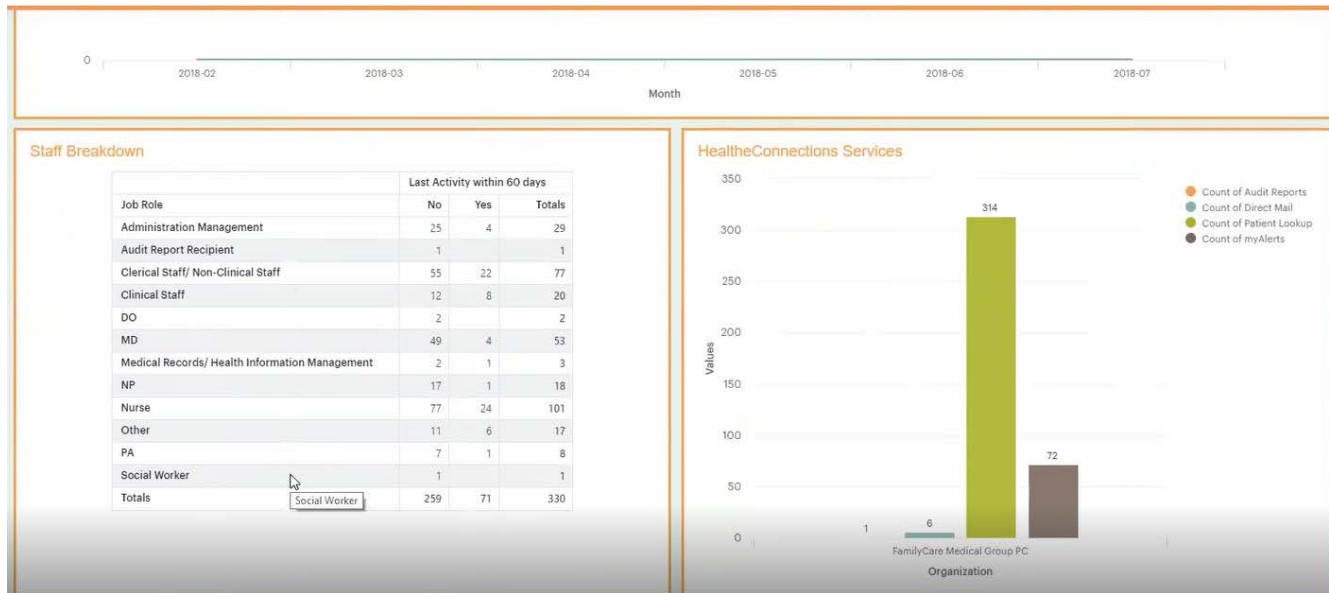 0
2018-02 2018-03 2018-04 2018-05 2018-06 2018-07
Month
Staff Breakdown
Last Activity within 60 days
Job Role No Yes Totals
Administration Management 25 4 29
Audit Report Recipient 1 1
Clerical Staff/ Non-Clinical Staff 55 22 77
Clinical Staff 12 8 20
DO 2 2
MD 49 4 53
Medical Records/ Health Information Management 2 1 3
NP 17 1 18
Nurse 77 24 101
Other 11 6 17
PA 7 1 8
Social Worker 1 1
Totals 259 71 330
Social Worker
HealtheConnections Services
350
300
250
200
150
100
50
0
Values
314
72
6
1
FamilyCare Medical Group PC
Organization
Count of Audit Reports
Count of Direct Mail
Count of Patient Lookup
Count of myAlerts